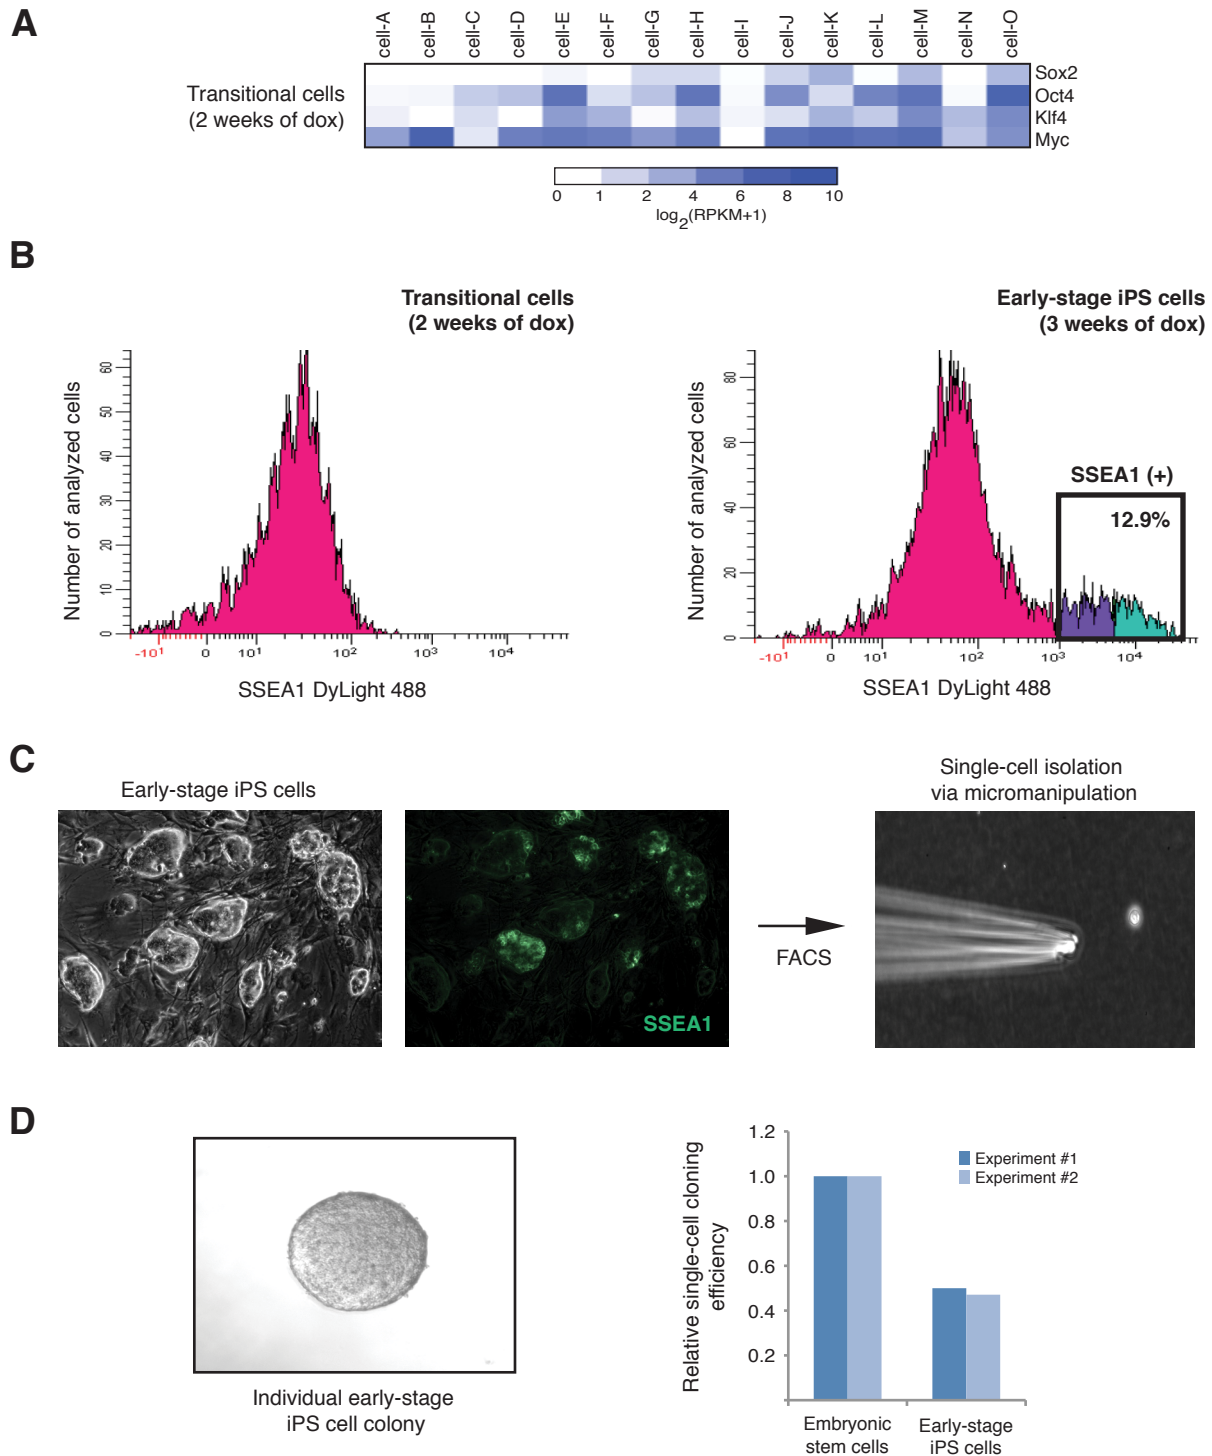 A
cell-A
cell-B
cell-C
cell-D
cell-E
cell-F
cell-G
cell-H
cell-I
cell-J
cell-K
cell-L
cell-M
cell-N
cell-O
Transitional cells
(2 weeks of dox)
Sox2
Oct4
Klf4
Myc
0 1 2 4 6 8 10
log2(RPKM+1)
B
Transitional cells
(2 weeks of dox)
Number of analyzed cells
60
50
40
30
20
10
0
-10¹ 0 10¹ 10² 10³ 10⁴
SSEA1 DyLight 488
Early-stage iPS cells
(3 weeks of dox)
Number of analyzed cells
80
60
40
20
0
SSEA1 (+)
12.9%
-10¹ 0 10¹ 10² 10³ 10⁴
SSEA1 DyLight 488
C
Early-stage iPS cells
SSEA1
FACS
Single-cell isolation
via micromanipulation
D
Individual early-stage
iPS cell colony
Relative single-cell cloning
efficiency
1.2
1.0
0.8
0.6
0.4
0.2
Experiment #1
Experiment #2
Embryonic
stem cells
Early-stage
iPS cells